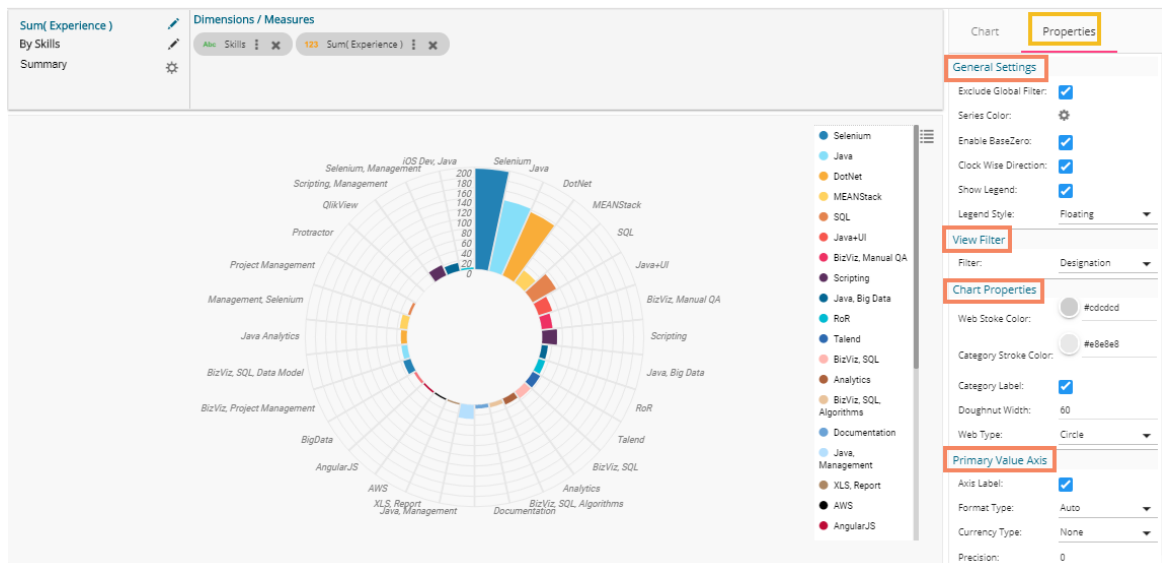 Sum( Experience )
By Skills
Summary
Dimensions / Measures
Abc Skills
123 Sum( Experience )
Chart Properties
General Settings
Exclude Global Filter:
Series Color:
Enable BaseZero:
Clock Wise Direction:
Show Legend:
Legend Style: Floating
View Filter
Filter: Designation
Chart Properties
Web Stoke Color: #cdcdcd
Category Stroke Color: #e8e8e8
Category Label:
Doughnut Width: 60
Web Type: Circle
Primary Value Axis
Axis Label:
Format Type: Auto
Currency Type: None
Precision: 0
Selenium
Java
DotNet
MEANStack
SQL
Java+UI
BizViz, Manual QA
Scripting
Java, Big Data
RoR
Talend
BizViz, SQL
Analytics
BizViz, SQL, Algorithms
Documentation
Java, Management
XLS, Report
AWS
AngularJS
BigData
BizViz, Project Management
BizViz, SQL, Data Model
Java Analytics
Management, Selenium
Project Management
Protractor
QlikView
Scripting, Management
Selenium, Management
iOS Dev, Java
200
180
160
140
120
100
80
60
40
20
0
Selenium
Java
DotNet
MEANStack
SQL
Java+UI
BizViz, Manual QA
Scripting
Java, Big Data
RoR
Talend
BizViz, SQL
Analytics
BizViz, SQL,
Algorithms
Documentation
Java,
Management
XLS, Report
AWS
AngularJS